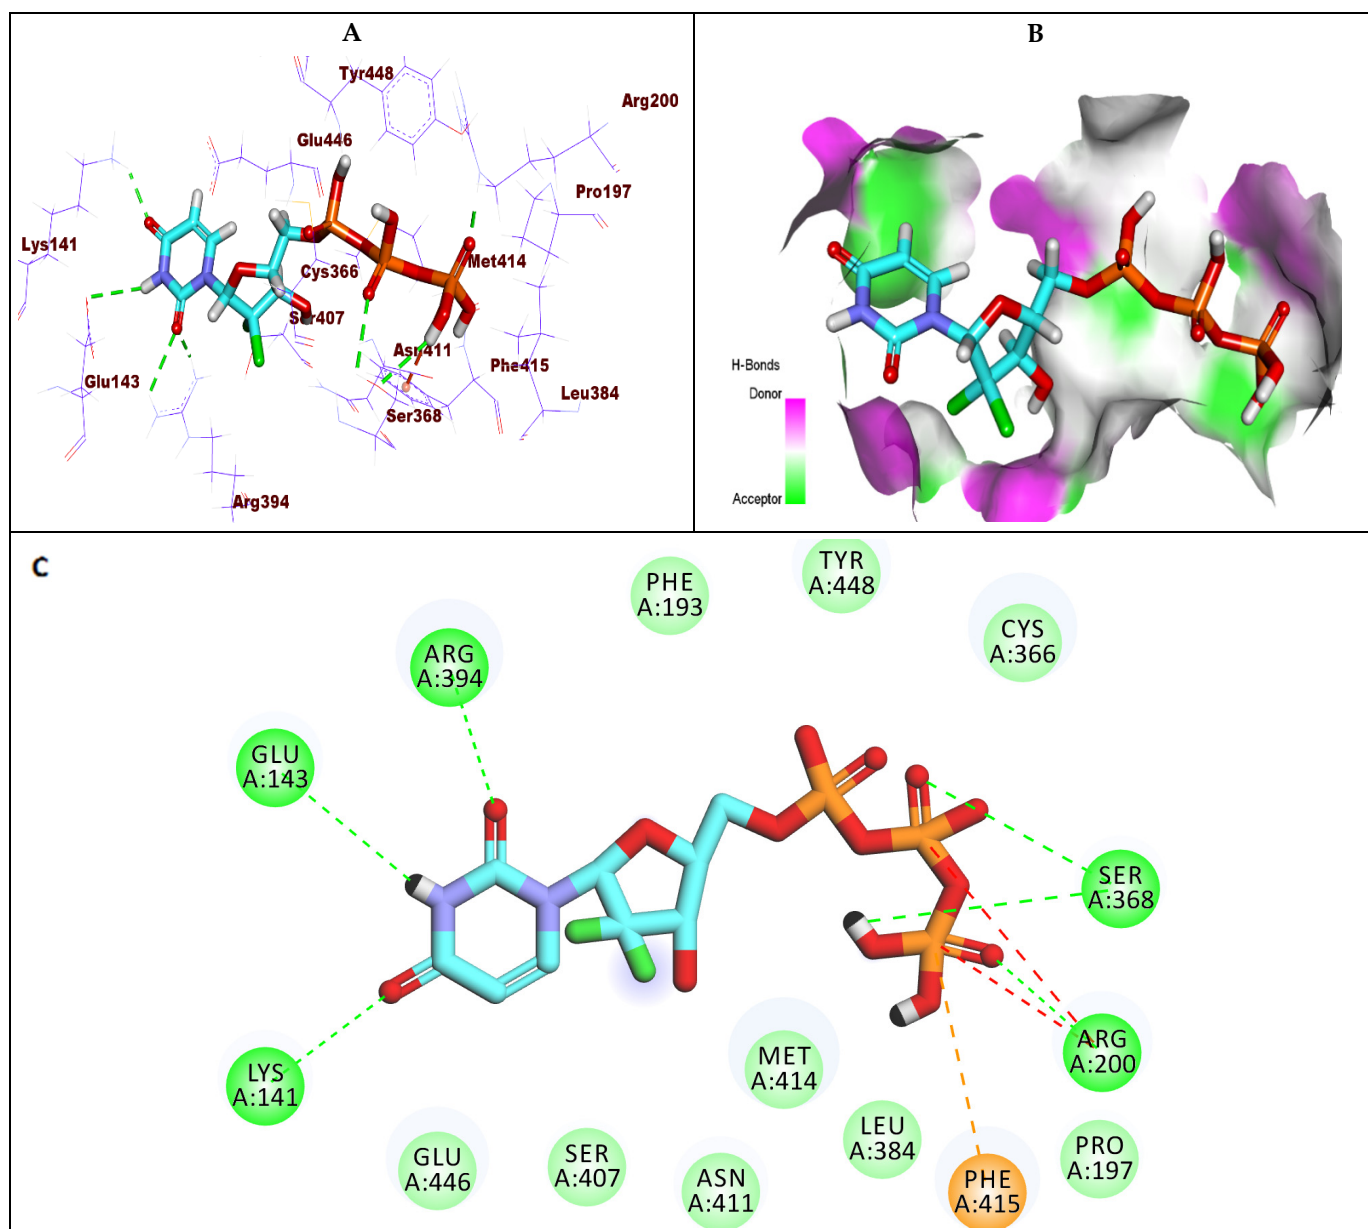 A
B
Tyr448
Arg200
Glu446
Pro197
Lys141
Cys366
Met414
Ser407
Asn411
Phe415
Glu143
Leu384
Ser368
Arg394
H-Bonds
Donor
Acceptor
C
PHE
A:193
TYR
A:448
CYS
A:366
ARG
A:394
GLU
A:143
SER
A:368
ARG
A:200
LYS
A:141
MET
A:414
LEU
A:384
GLU
A:446
SER
A:407
ASN
A:411
PHE
A:415
PRO
A:197